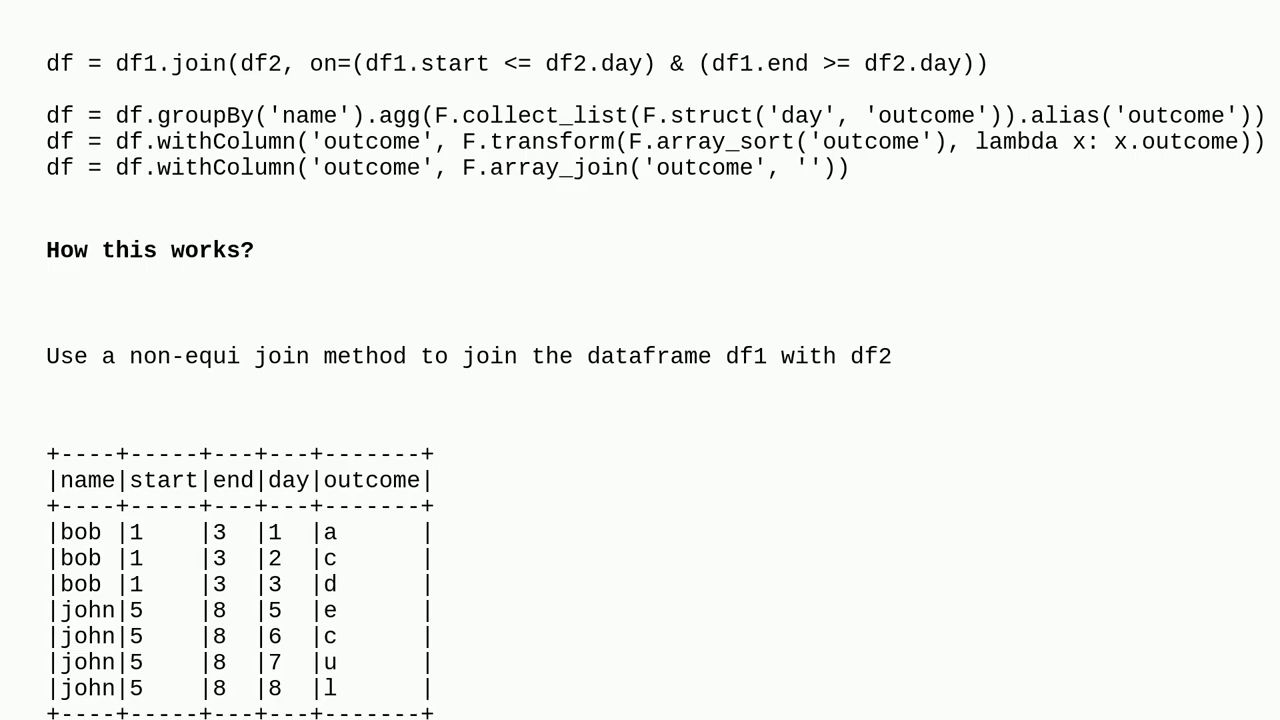 df = df1.join(df2, on=(df1.start <= df2.day) & (df1.end >= df2.day))
df = df.groupBy('name').agg(F.collect_list(F.struct('day', 'outcome')).alias('outcome'))
df = df.withColumn('outcome', F.transform(F.array_sort('outcome'), lambda x: x.outcome))
df = df.withColumn('outcome', F.array_join('outcome', ''))
How this works?
Use a non-equi join method to join the dataframe df1 with df2
+----+-----+---+---+-------+
|name|start|end|day|outcome|
+----+-----+---+---+-------+
|bob |1    |3  |1  |a      |
|bob |1    |3  |2  |c      |
|bob |1    |3  |3  |d      |
|john|5    |8  |5  |e      |
|john|5    |8  |6  |c      |
|john|5    |8  |7  |u      |
|john|5    |8  |8  |l      |
+----+-----+---+---+-------+